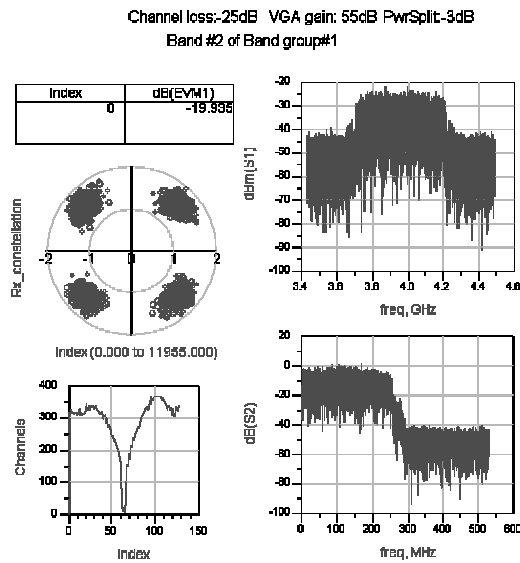 Channel loss:-25dB VGA gain: 55dB PwrSplit:-3dB
Band #2 of Band group#1
Index dB(EVM1)
0 -19.935
Rx_constellation
-2 -1 0 1 2
Index (0.000 to 11955.000)
dBm(S1)
-20
-30
-40
-50
-60
-70
-80
-90
-100
3.4 3.6 3.8 4.0 4.2 4.4 4.6
freq, GHz
Channels
400
300
200
100
0
0 50 100 150
Index
dB(S2)
20
0
-20
-40
-60
-80
-100
0 100 200 300 400 500 600
freq, MHz